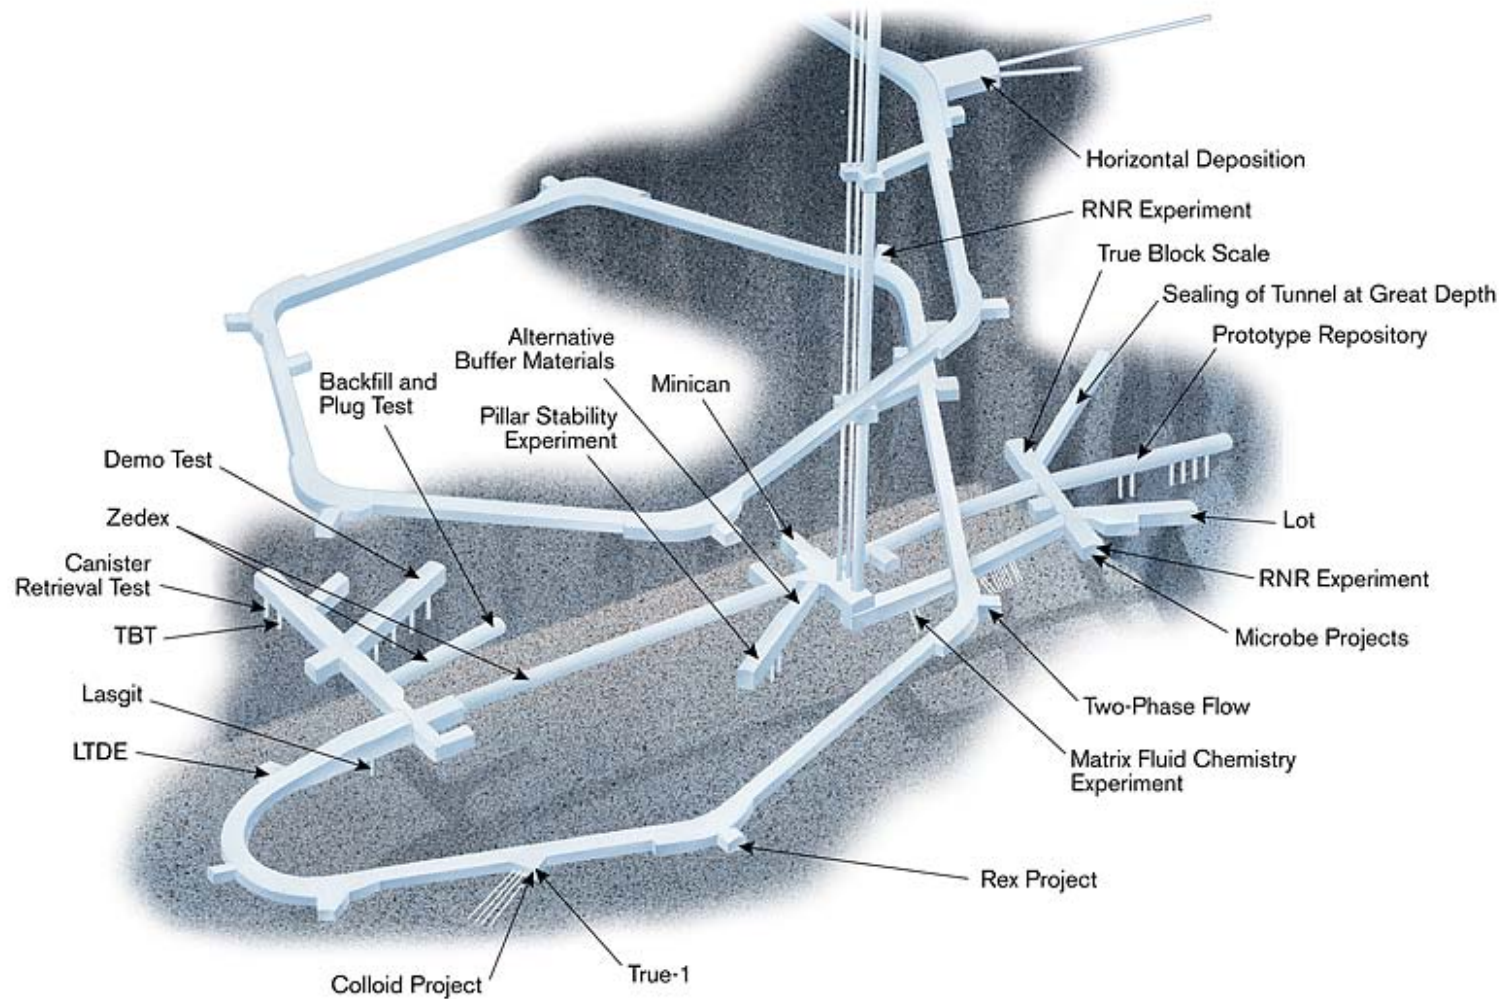 Horizontal Deposition
RNR Experiment
True Block Scale
Sealing of Tunnel at Great Depth
Prototype Repository
Alternative
Buffer Materials
Minican
Backfill and
Plug Test
Pillar Stability
Experiment
Demo Test
Zedex
Lot
Canister
Retrieval Test
RNR Experiment
TBT
Microbe Projects
Lasgit
Two-Phase Flow
LTDE
Matrix Fluid Chemistry
Experiment
Rex Project
Colloid Project
True-1